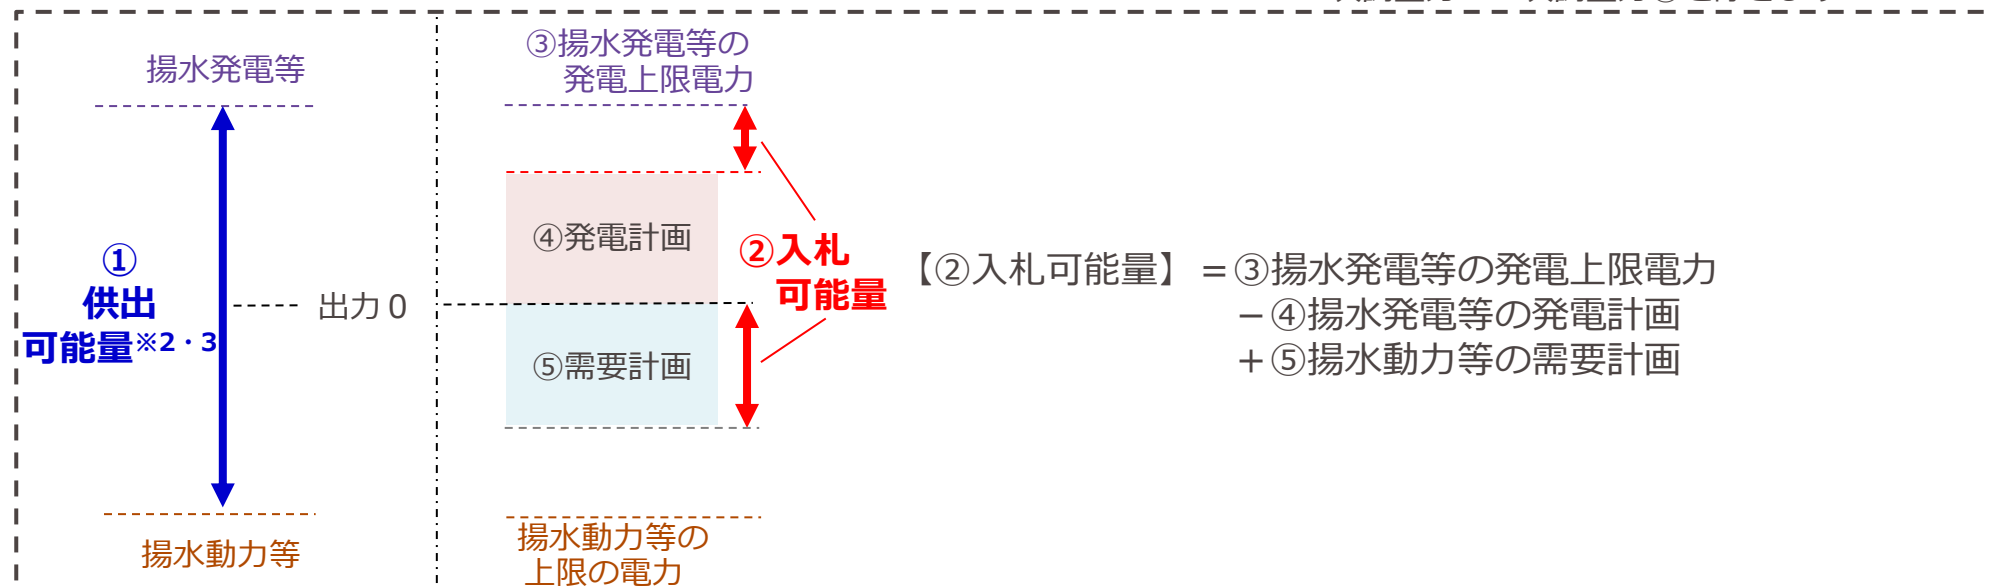 揚水発電等
③揚水発電等の
発電上限電力
④発電計画
②入札
可能量
①
供出
可能量※2・3
出力０
⑤需要計画
【②入札可能量】＝③揚水発電等の発電上限電力
－④揚水発電等の発電計画
＋⑤揚水動力等の需要計画
揚水動力等
揚水動力等の
上限の電力